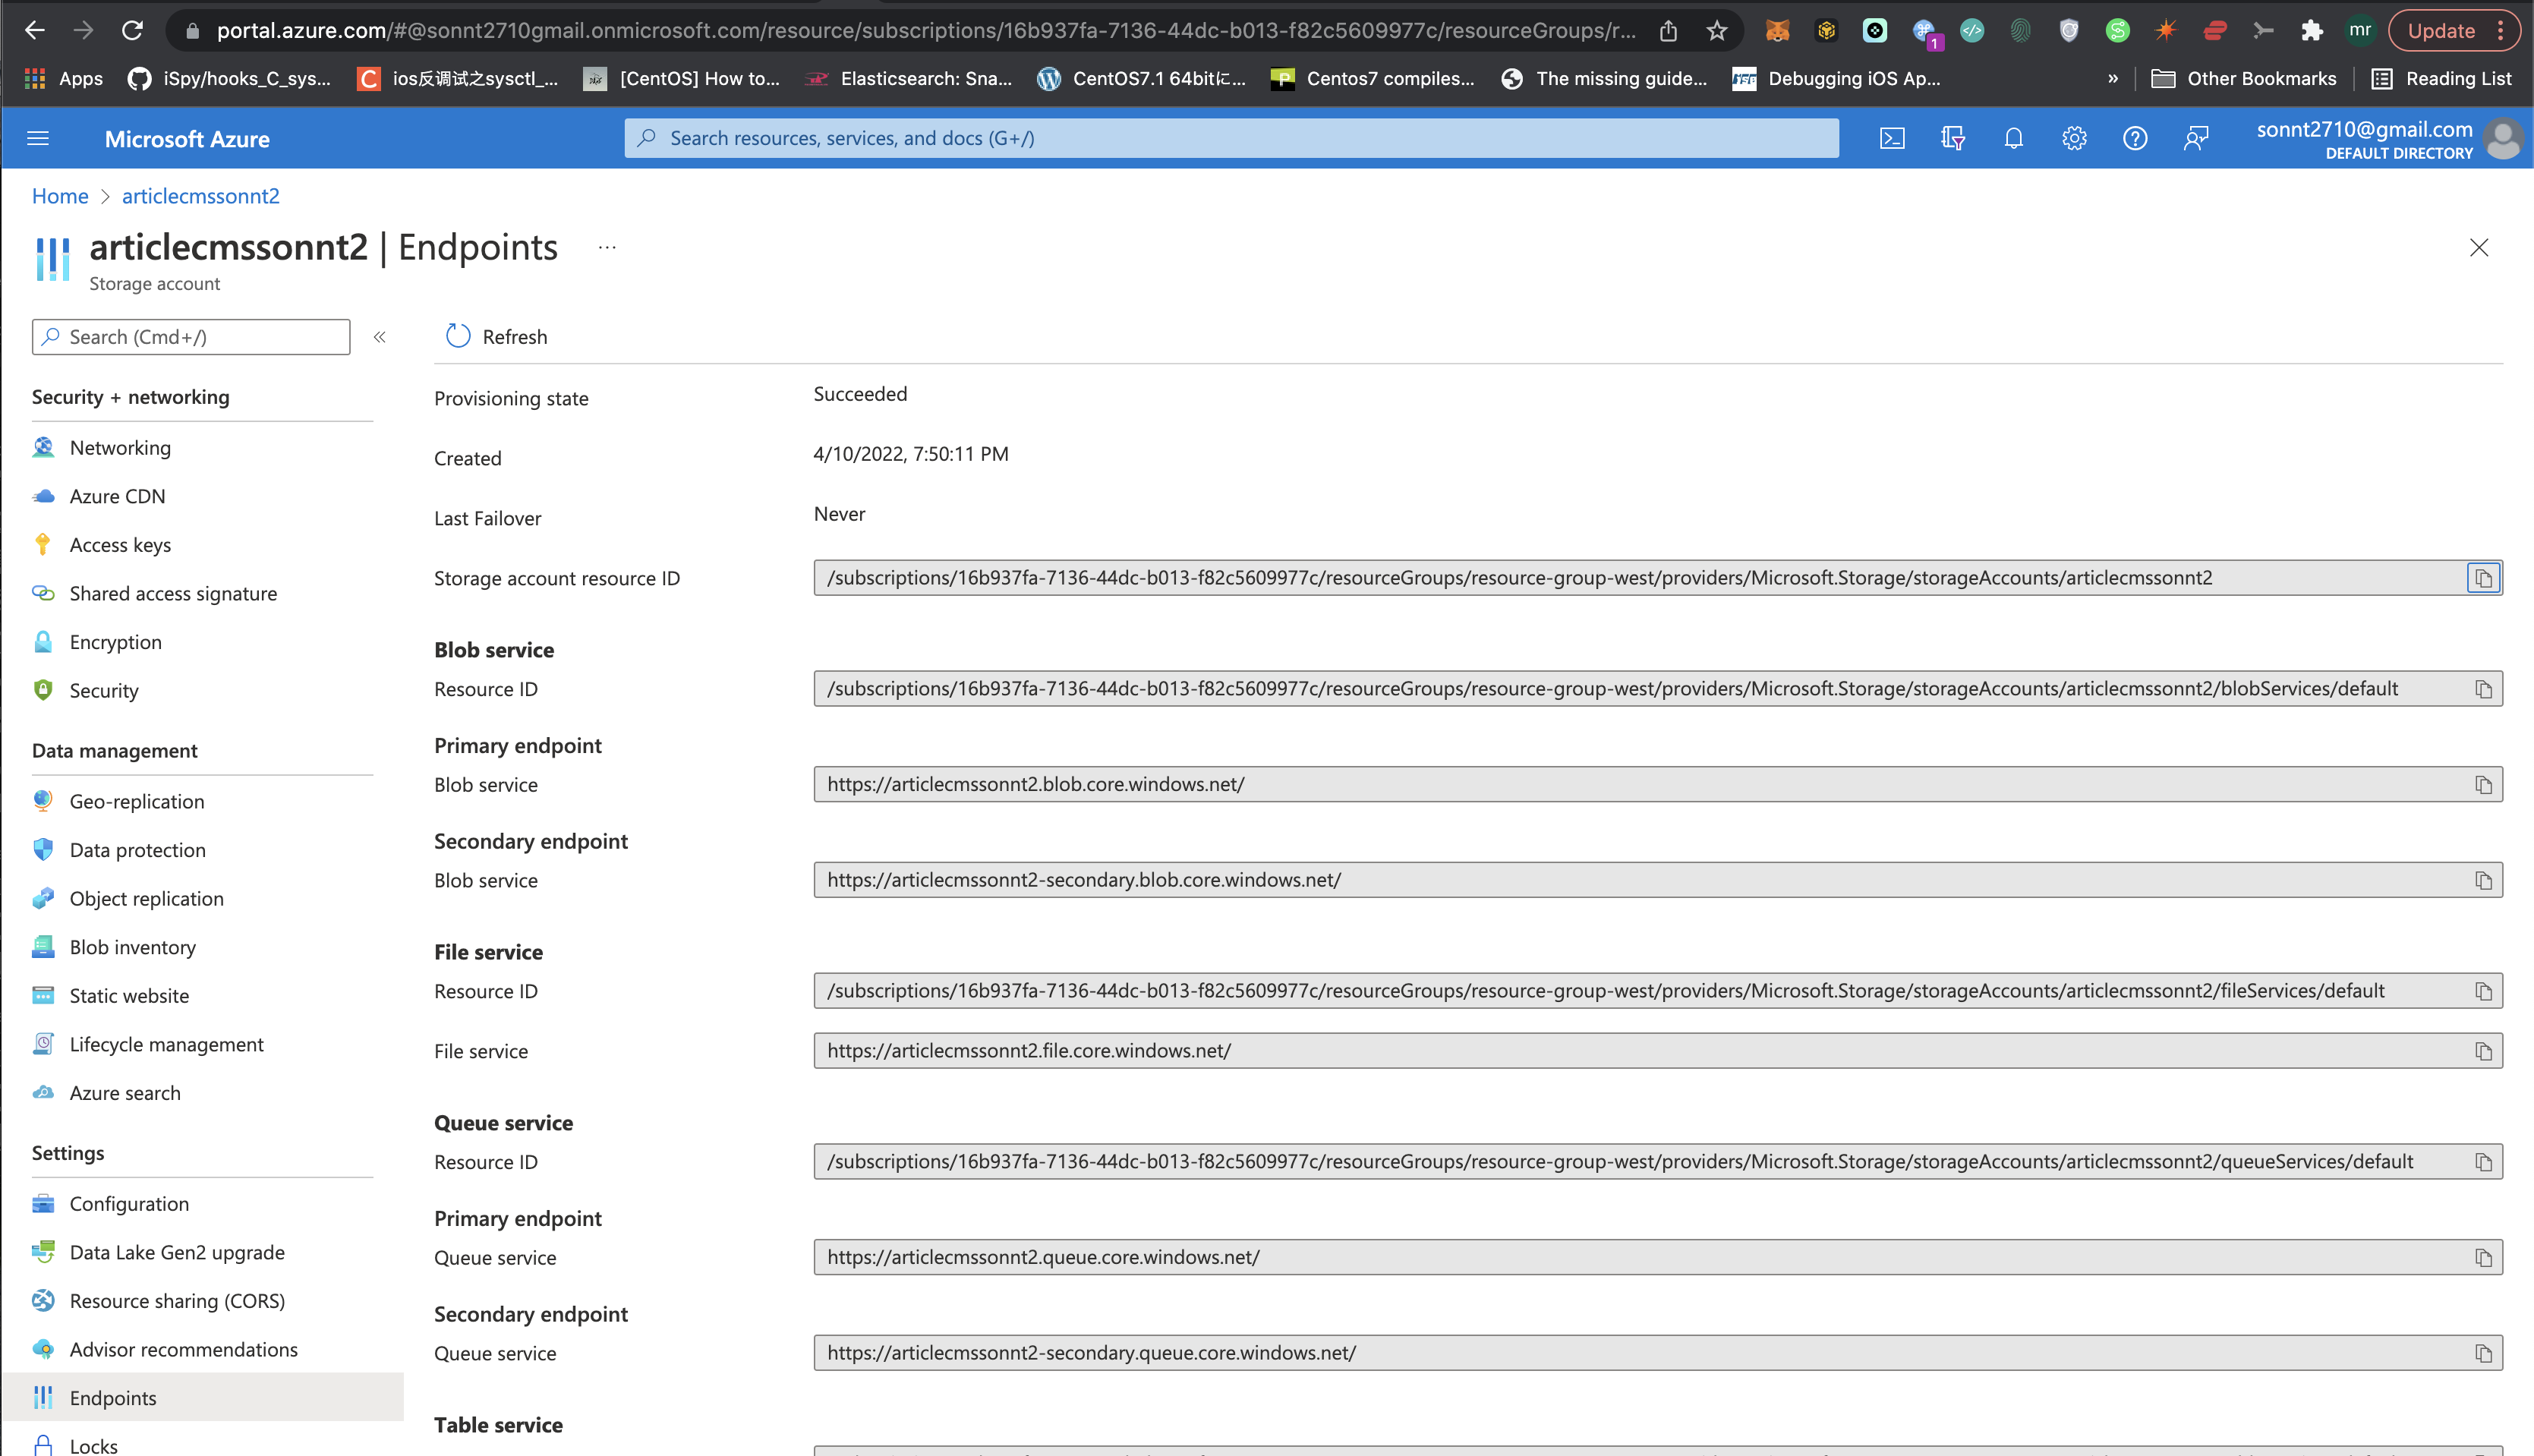 portal.azure.com/#@sonnt2710gmail.onmicrosoft.com/resource/subscriptions/16b937fa-7136-44dc-b013-f82c5609977c/resourceGroups/r...
1
mr
Update
Apps
iSpy/hooks_C_sys...
ios反调试之sysctl_...
[CentOS] How to...
Elasticsearch: Sna...
CentOS7.1 64bitに...
Centos7 compiles...
The missing guide...
Debugging iOS Ap...
»
Other Bookmarks
Reading List
Microsoft Azure
Search resources, services, and docs (G+/)
sonnt2710@gmail.com
DEFAULT DIRECTORY
Home > articlecmssonnt2
articlecmssonnt2 | Endpoints ...
Storage account
Search (Cmd+/)
«
Security + networking
Networking
Azure CDN
Access keys
Shared access signature
Encryption
Security
Data management
Geo-replication
Data protection
Object replication
Blob inventory
Static website
Lifecycle management
Azure search
Settings
Configuration
Data Lake Gen2 upgrade
Resource sharing (CORS)
Advisor recommendations
Endpoints
Locks
Refresh
Provisioning state
Succeeded
Created
4/10/2022, 7:50:11 PM
Last Failover
Never
Storage account resource ID
/subscriptions/16b937fa-7136-44dc-b013-f82c5609977c/resourceGroups/resource-group-west/providers/Microsoft.Storage/storageAccounts/articlecmssonnt2
Blob service
Resource ID
/subscriptions/16b937fa-7136-44dc-b013-f82c5609977c/resourceGroups/resource-group-west/providers/Microsoft.Storage/storageAccounts/articlecmssonnt2/blobServices/default
Primary endpoint
Blob service
https://articlecmssonnt2.blob.core.windows.net/
Secondary endpoint
Blob service
https://articlecmssonnt2-secondary.blob.core.windows.net/
File service
Resource ID
/subscriptions/16b937fa-7136-44dc-b013-f82c5609977c/resourceGroups/resource-group-west/providers/Microsoft.Storage/storageAccounts/articlecmssonnt2/fileServices/default
File service
https://articlecmssonnt2.file.core.windows.net/
Queue service
Resource ID
/subscriptions/16b937fa-7136-44dc-b013-f82c5609977c/resourceGroups/resource-group-west/providers/Microsoft.Storage/storageAccounts/articlecmssonnt2/queueServices/default
Primary endpoint
Queue service
https://articlecmssonnt2.queue.core.windows.net/
Secondary endpoint
Queue service
https://articlecmssonnt2-secondary.queue.core.windows.net/
Table service